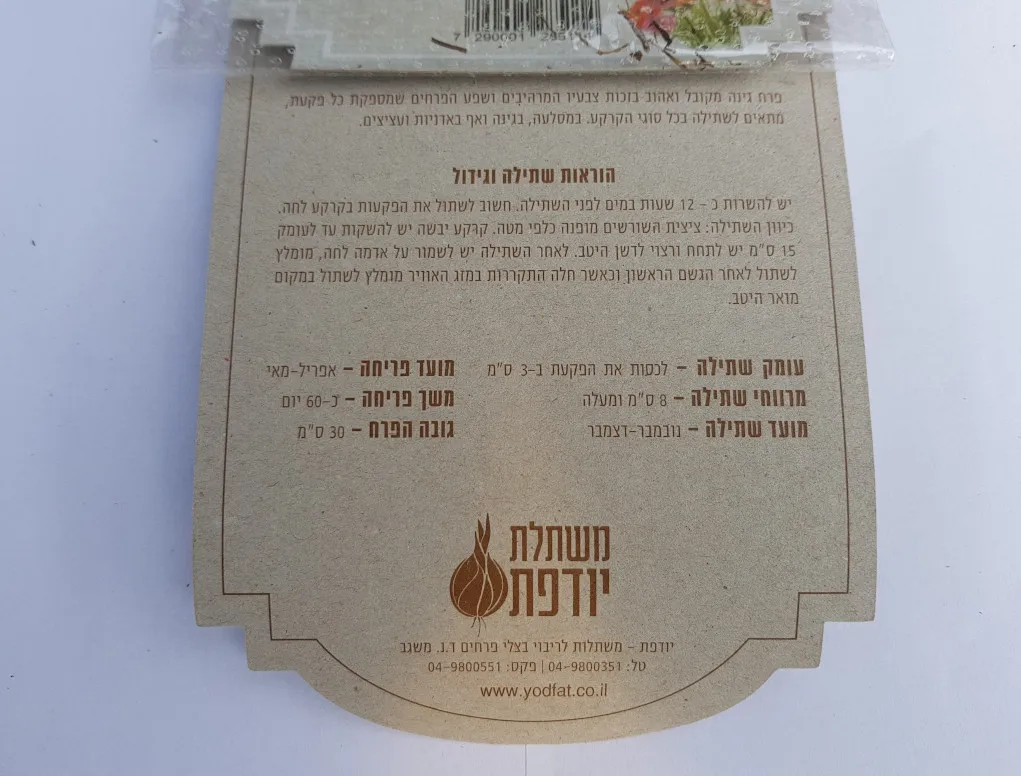 7 290001
פרח גינה מקובל ואהוב בזכות צבעיו המרהיבים ושפע הפרחים שמספקת כל פקעת,
מתאים לשתילה בכל סוגי הקרקע. במסלעה, בגינה ואף באדניות ועציצים.
הוראות שתילה וגידול
יש להשרות כ - 12 שעות במים לפני השתילה. חשוב לשתול את הפקעות בקרקע לחה.
כיוון השתילה: ציצית השורשים מופנה כלפי מטה. קרקע יבשה יש להשקות עד לעומק
15 ס"מ יש לתחח ורצוי לדשן היטב. לאחר השתילה יש לשמור על אדמה לחה, מומלץ
לשתול לאחר הגשם הראשון וכאשר חלה התקררות במזג האוויר מומלץ לשתול במקום
מואר היטב.
עומק שתילה - לכסות את הפקעת ב-3 ס"מ
מרווחי שתילה - 8 ס"מ ומעלה
מועד שתילה - נובמבר-דצמבר
מועד פריחה - אפריל-מאי
משך פריחה - כ-60 יום
גובה הפרח - 30 ס"מ
משתלת
יודפת
יודפת - משתלות לריבוי בצלי פרחים ד.נ. משגב
טל: 04-9800351 | פקס: 04-9800551
www.yodfat.co.il